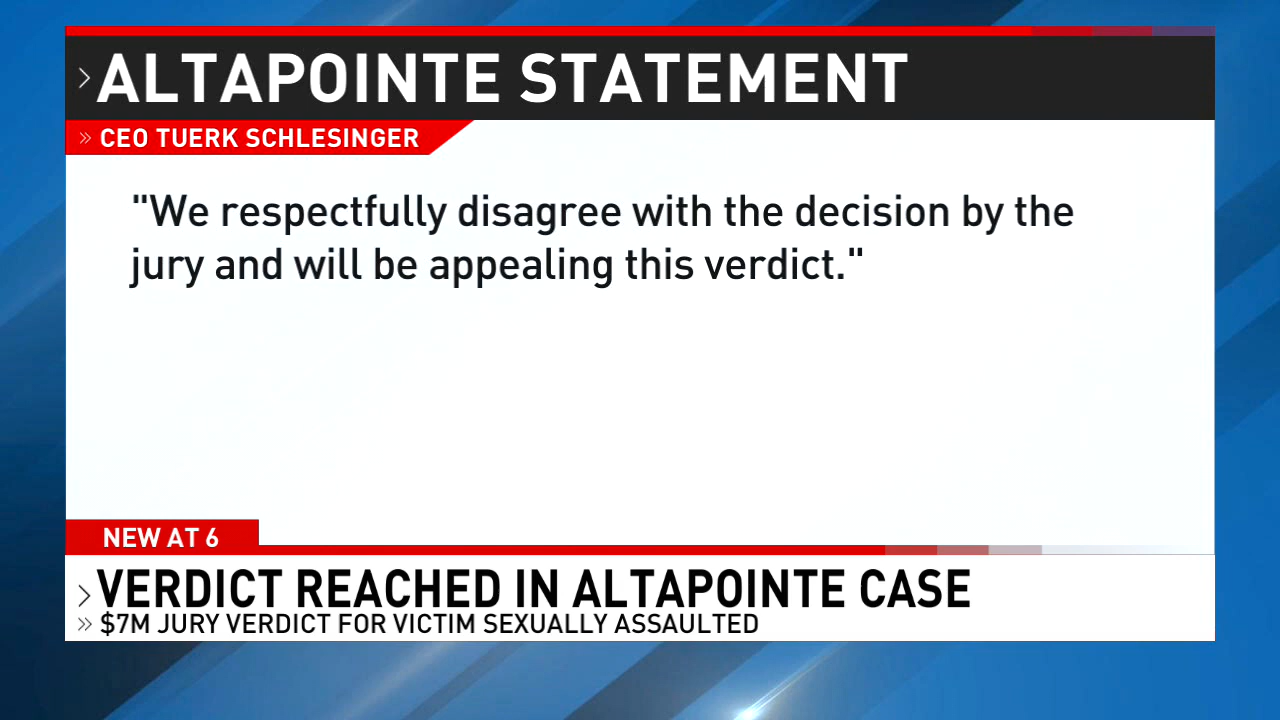 ALTAPOINTE STATEMENT
CEO TUERK SCHLESINGER
"We respectfully disagree with the decision by the
jury and will be appealing this verdict."
NEW AT 6
VERDICT REACHED IN ALTAPOINTE CASE
$7M JURY VERDICT FOR VICTIM SEXUALLY ASSAULTED